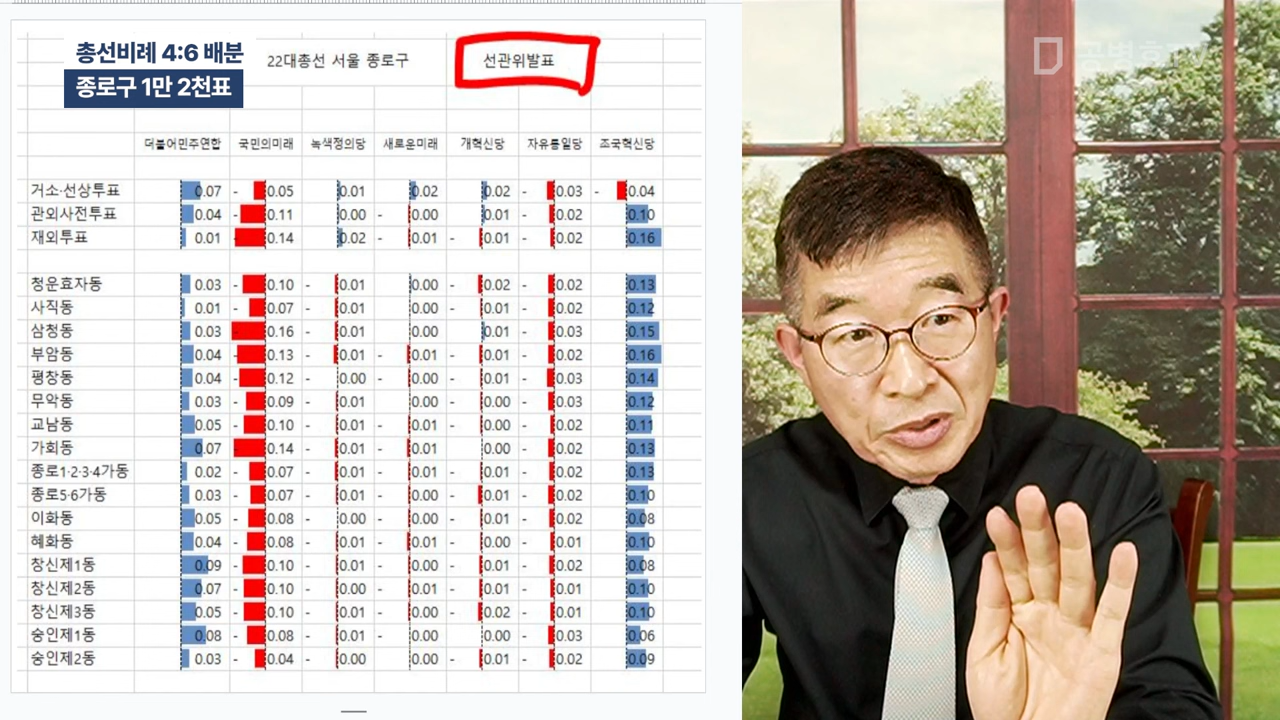 총선비례 4:6 배분
종로구 1만 2천표
22대총선 서울 종로구 선관위발표
공병호TV
더불어민주연합 국민의미래 녹색정의당 새로운미래 개혁신당 자유통일당 조국혁신당
거소·선상투표 0.07 - 0.05 0.01 0.02 0.02 - 0.03 - 0.04
관외사전투표 0.04 - 0.11 0.00 - 0.00 0.01 - 0.02 0.10
재외투표 0.01 - 0.14 0.02 - 0.01 - 0.01 - 0.02 0.16
청운효자동 0.03 - 0.10 - 0.01 0.00 - 0.02 - 0.02 0.13
사직동 0.01 - 0.07 - 0.01 - 0.00 - 0.01 - 0.02 0.12
삼청동 0.03 - 0.16 - 0.01 0.00 0.01 - 0.03 0.15
부암동 0.04 - 0.13 - 0.01 - 0.01 - 0.01 - 0.02 0.16
평창동 0.04 - 0.12 - 0.00 - 0.00 - 0.01 - 0.03 0.14
무악동 0.03 - 0.09 - 0.01 - 0.00 - 0.00 - 0.03 0.12
교남동 0.05 - 0.10 - 0.01 - 0.00 - 0.01 - 0.02 0.11
가회동 0.07 - 0.14 - 0.01 - 0.01 0.00 - 0.02 0.13
종로1·2·3·4가동 0.02 - 0.07 - 0.01 - 0.01 - 0.01 - 0.02 0.13
종로5·6가동 0.03 - 0.07 - 0.01 - 0.00 - 0.01 - 0.02 0.10
이화동 0.05 - 0.08 - 0.00 - 0.00 - 0.01 - 0.02 0.08
혜화동 0.04 - 0.08 - 0.01 - 0.01 - 0.00 - 0.01 0.10
창신제1동 0.09 - 0.10 - 0.01 - 0.00 - 0.01 - 0.02 0.08
창신제2동 0.07 - 0.10 - 0.00 - 0.01 - 0.01 - 0.01 0.10
창신제3동 0.05 - 0.10 - 0.01 - 0.00 - 0.02 - 0.01 0.10
숭인제1동 0.08 - 0.08 - 0.01 - 0.00 - 0.00 - 0.03 0.06
숭인제2동 0.03 - 0.04 - 0.00 - 0.00 - 0.01 - 0.02 0.09